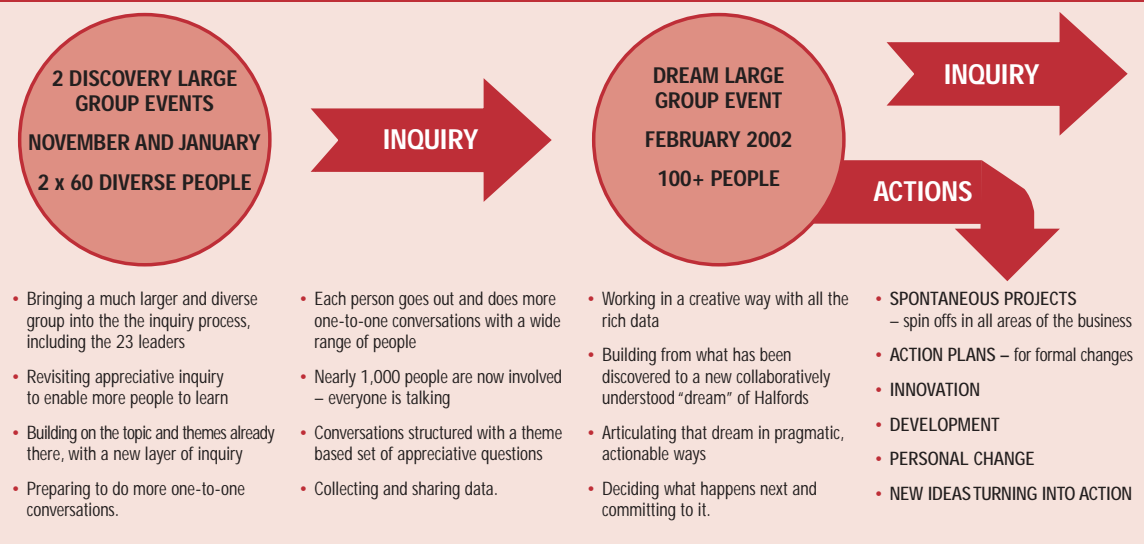 2 DISCOVERY LARGE
GROUP EVENTS
NOVEMBER AND JANUARY
2 x 60 DIVERSE PEOPLE
INQUIRY
DREAM LARGE
GROUP EVENT
FEBRUARY 2002
100+ PEOPLE
INQUIRY
ACTIONS
• Bringing a much larger and diverse
group into the the inquiry process,
including the 23 leaders
• Revisiting appreciative inquiry
to enable more people to learn
• Building on the topic and themes already
there, with a new layer of inquiry
• Preparing to do more one-to-one
conversations.
• Each person goes out and does more
one-to-one conversations with a wide
range of people
• Nearly 1,000 people are now involved
– everyone is talking
• Conversations structured with a theme
based set of appreciative questions
• Collecting and sharing data.
• Working in a creative way with all the
rich data
• Building from what has been
discovered to a new collaboratively
understood “dream” of Halfords
• Articulating that dream in pragmatic,
actionable ways
• Deciding what happens next and
committing to it.
• SPONTANEOUS PROJECTS
– spin offs in all areas of the business
• ACTION PLANS – for formal changes
• INNOVATION
• DEVELOPMENT
• PERSONAL CHANGE
• NEW IDEAS TURNING INTO ACTION